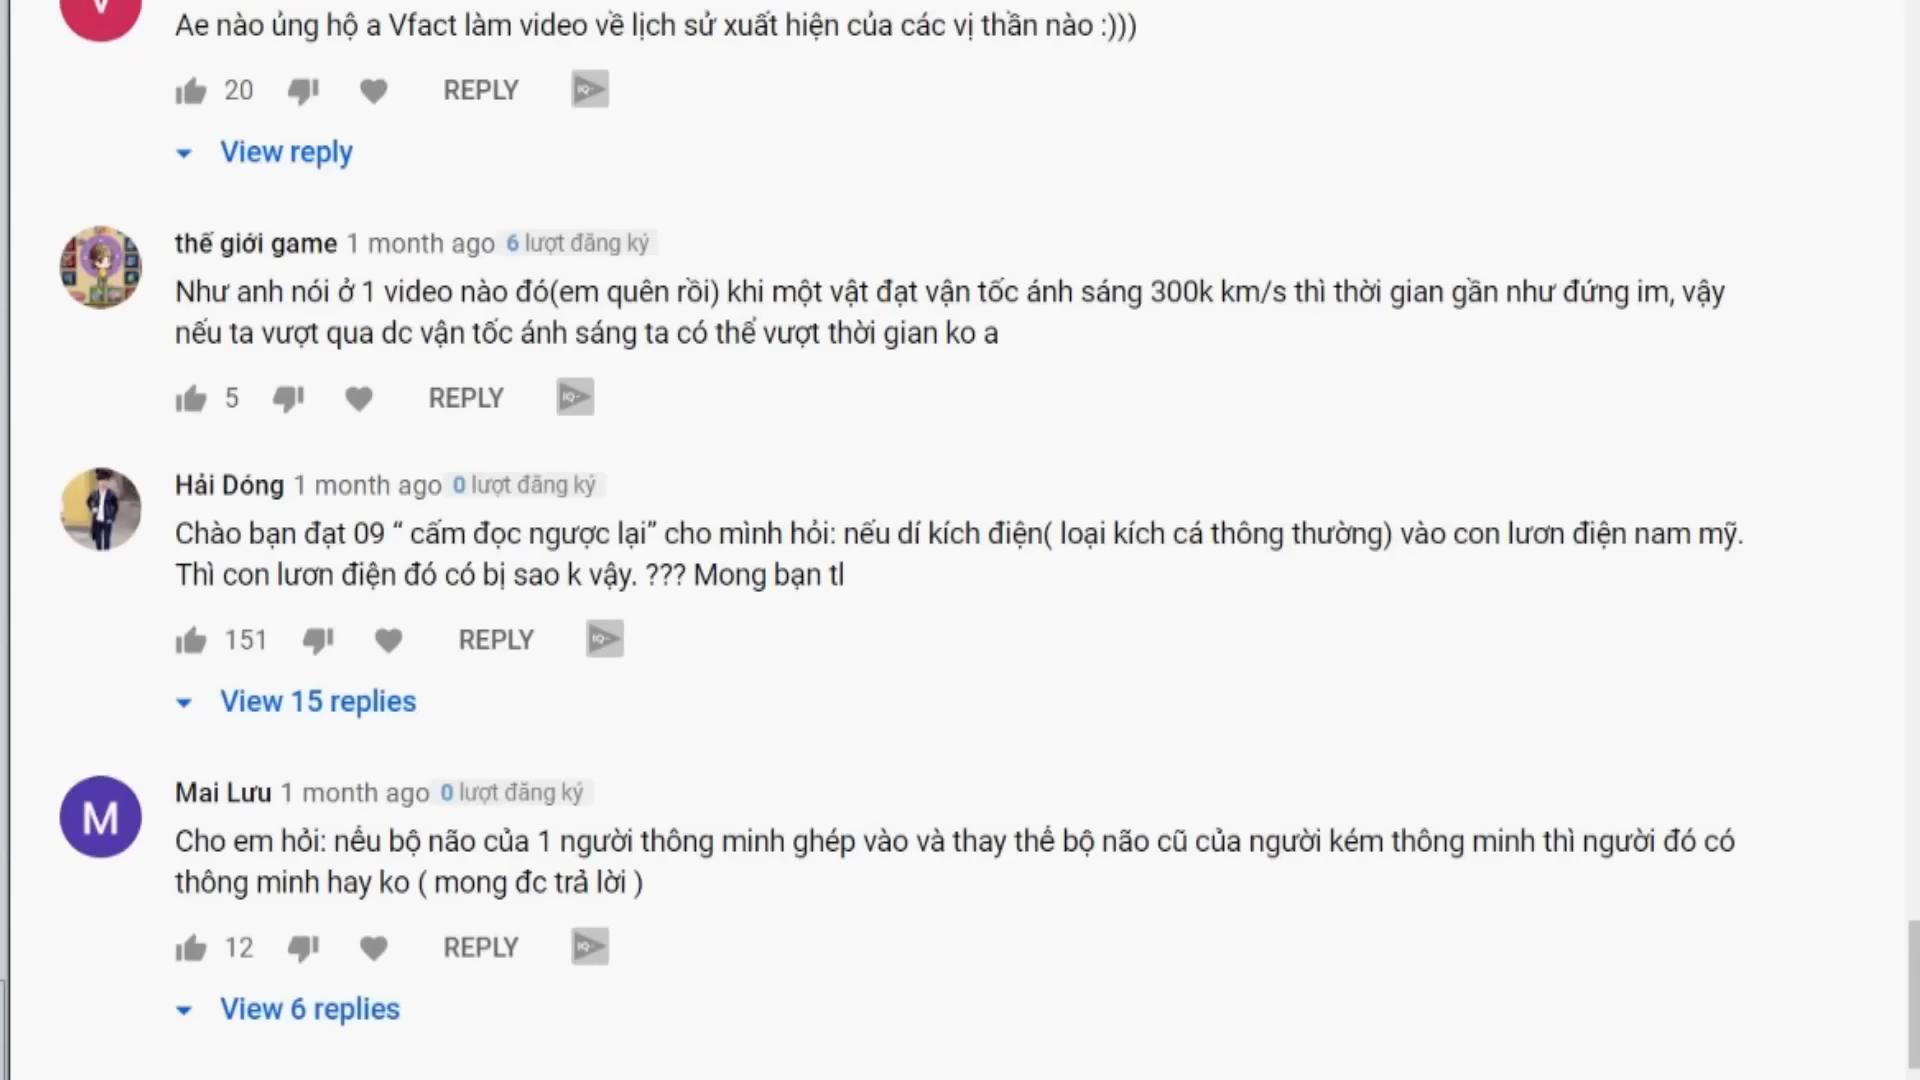 V
Ae nào ủng hộ a Vfact làm video về lịch sử xuất hiện của các vị thần nào :)))
20 REPLY IQ
View reply
thế giới game 1 month ago 6 lượt đăng ký
Như anh nói ở 1 video nào đó(em quên rồi) khi một vật đạt vận tốc ánh sáng 300k km/s thì thời gian gần như đứng im, vậy
nếu ta vượt qua dc vận tốc ánh sáng ta có thể vượt thời gian ko a
5 REPLY IQ
Hải Dóng 1 month ago 0 lượt đăng ký
Chào bạn đạt 09 “ cấm đọc ngược lại” cho mình hỏi: nếu dí kích điện( loại kích cá thông thường) vào con lươn điện nam mỹ.
Thì con lươn điện đó có bị sao k vậy. ??? Mong bạn tl
151 REPLY IQ
View 15 replies
M
Mai Lưu 1 month ago 0 lượt đăng ký
Cho em hỏi: nếu bộ não của 1 người thông minh ghép vào và thay thế bộ não cũ của người kém thông minh thì người đó có
thông minh hay ko ( mong đc trả lời )
12 REPLY IQ
View 6 replies